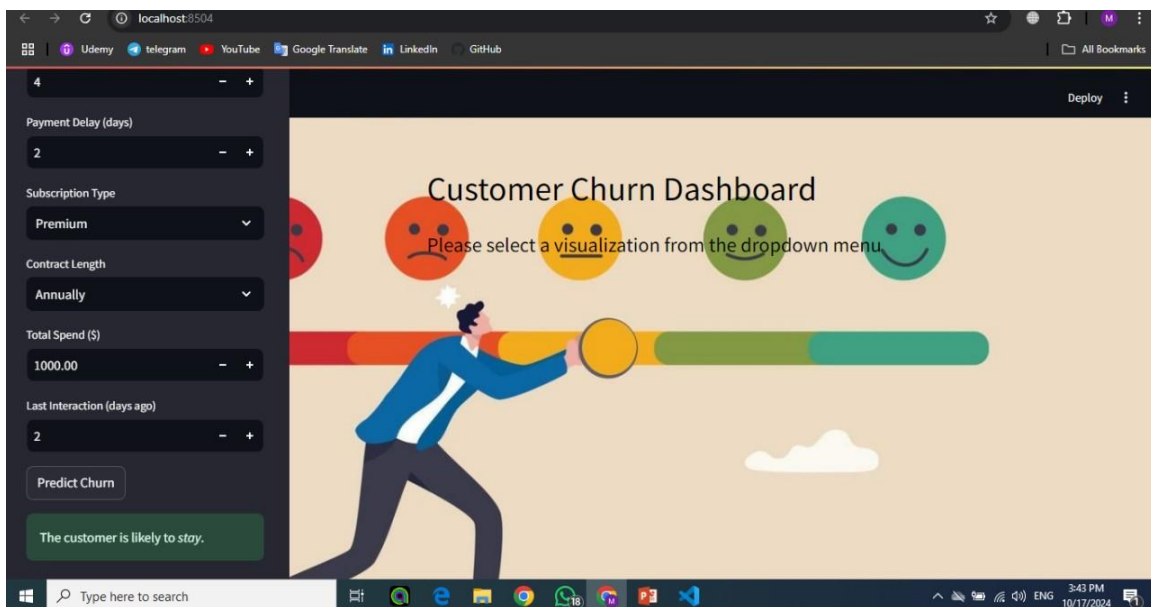 localhost:8504
M
Udemy telegram YouTube Google Translate in LinkedIn GitHub All Bookmarks
4 - +
Deploy
Payment Delay (days)
2 - +
Subscription Type
Premium
Contract Length
Annually
Total Spend ($)
1000.00 - +
Last Interaction (days ago)
2 - +
Predict Churn
The customer is likely to stay.
Customer Churn Dashboard
Please select a visualization from the dropdown menu
Type here to search
18
ENG
3:43 PM
10/17/2024